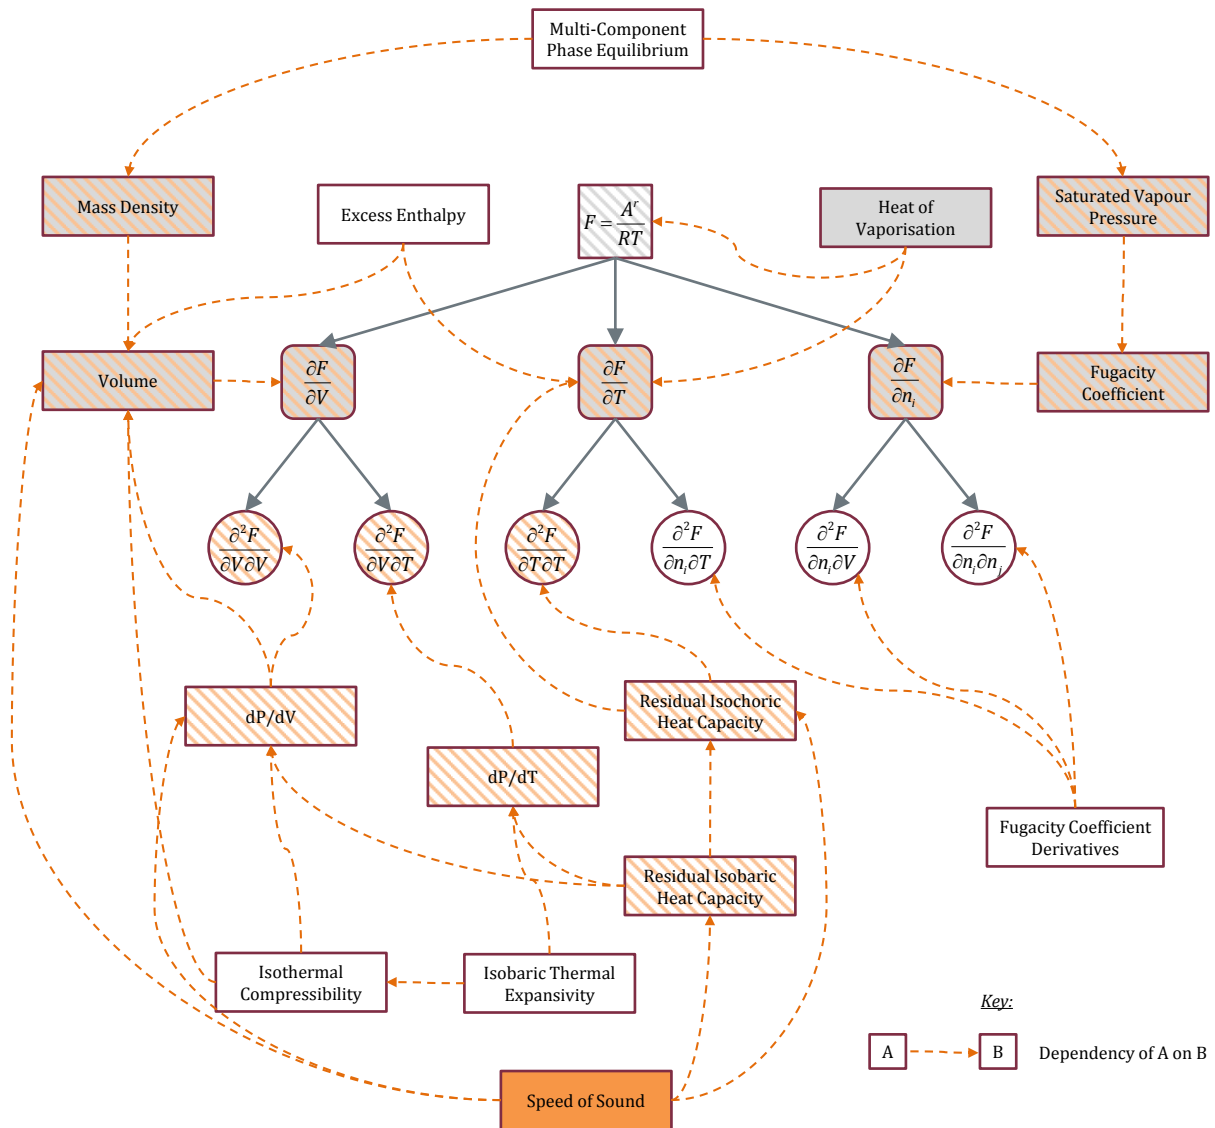 Multi-Component
Phase Equilibrium
Mass Density
Excess Enthalpy
F = A^r / RT
Heat of
Vaporisation
Saturated Vapour
Pressure
Volume
∂F / ∂V
∂F / ∂T
∂F / ∂n_i
Fugacity
Coefficient
∂²F / ∂V∂V
∂²F / ∂V∂T
∂²F / ∂T∂T
∂²F / ∂n_i∂T
∂²F / ∂n_i∂V
∂²F / ∂n_i∂n_j
dP/dV
Residual Isochoric
Heat Capacity
dP/dT
Fugacity Coefficient
Derivatives
Residual Isobaric
Heat Capacity
Isothermal
Compressibility
Isobaric Thermal
Expansivity
Key:
A
B
Dependency of A on B
Speed of Sound